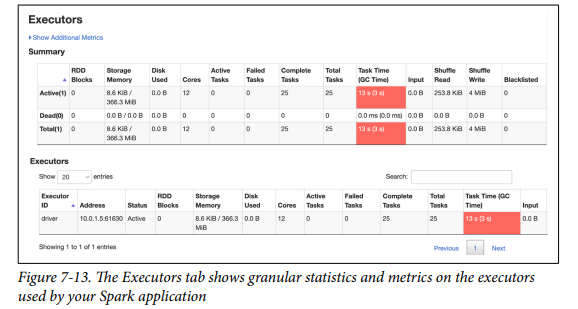 Executors
Show Additional Metrics
Summary
RDD Storage Disk Active Failed Complete Total Task Time Shuffle Shuffle
Blocks Memory Used Cores Tasks Tasks Tasks Tasks (GC Time) Input Read Write Blacklisted
Active(1) 0 8.6 KiB / 0.0 B 12 0 0 25 25 13 s (3 s) 0.0 B 253.8 KiB 4 MiB 0
366.3 MiB
Dead(0) 0 0.0 B / 0.0 B 0.0 B 0 0 0 0 0 0.0 ms (0.0 ms) 0.0 B 0.0 B 0.0 B 0
Total(1) 0 8.6 KiB / 0.0 B 12 0 0 25 25 13 s (3 s) 0.0 B 253.8 KiB 4 MiB 0
366.3 MiB
Executors
Show 20 entries Search:
Executor RDD Storage Disk Active Failed Complete Total Task Time (GC
ID Address Status Blocks Memory Used Cores Tasks Tasks Tasks Tasks Time) Input
driver 10.0.1.5:61630 Active 0 8.6 KiB / 366.3 0.0 B 12 0 0 25 25 13 s (3 s) 0.0 B
MiB
Showing 1 to 1 of 1 entries Previous 1 Next
Figure 7-13. The Executors tab shows granular statistics and metrics on the executors
used by your Spark application